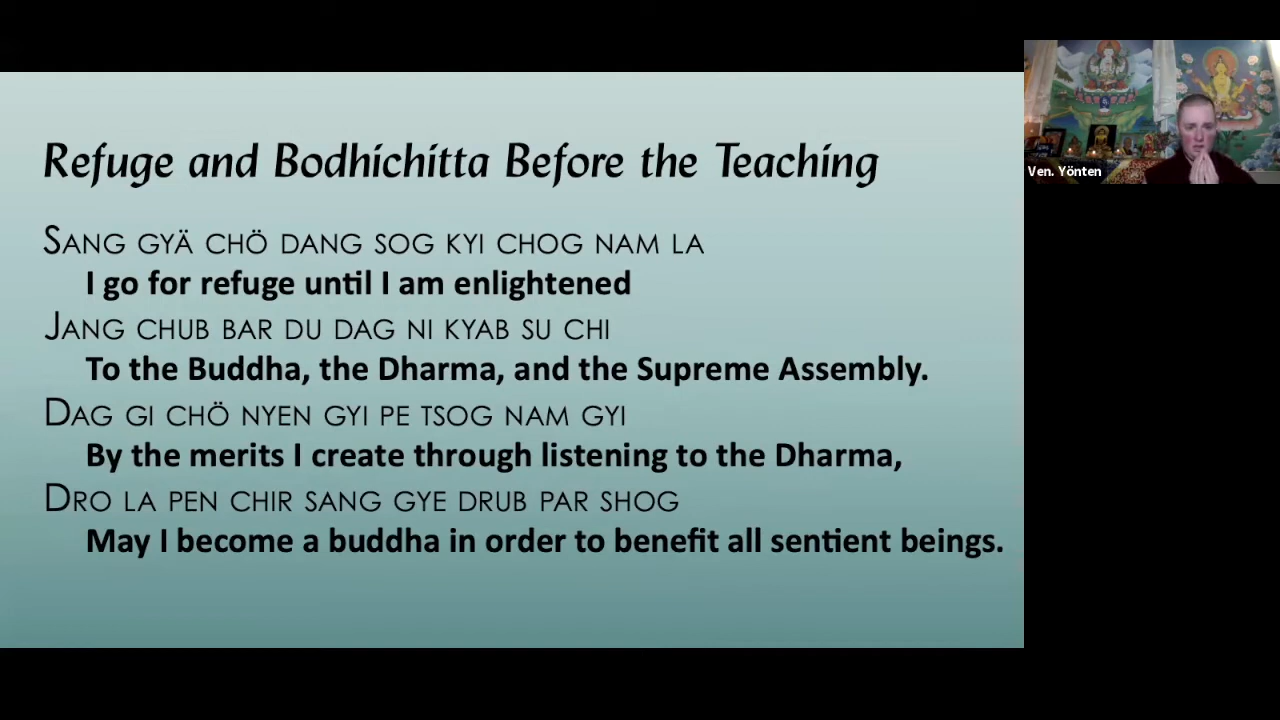 Refuge and Bodhichitta Before the Teaching
SANG GYÄ CHÖ DANG SOG KYI CHOG NAM LA
I go for refuge until I am enlightened
JANG CHUB BAR DU DAG NI KYAB SU CHI
To the Buddha, the Dharma, and the Supreme Assembly.
DAG GI CHÖ NYEN GYI PE TSOG NAM GYI
By the merits I create through listening to the Dharma,
DRO LA PEN CHIR SANG GYE DRUB PAR SHOG
May I become a buddha in order to benefit all sentient beings.
Ven. Yönten